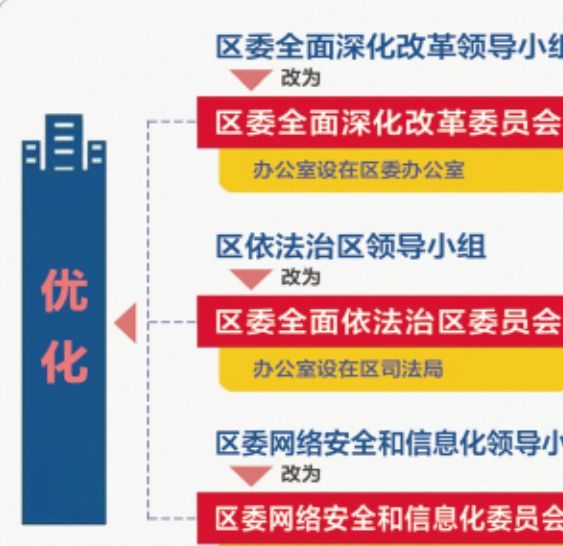 区委全面深化改革领导小组
改为
区委全面深化改革委员会
办公室设在区委办公室
优
化
区依法治区领导小组
改为
区委全面依法治区委员会
办公室设在区司法局
区委网络安全和信息化领导小
改为
区委网络安全和信息化委员会